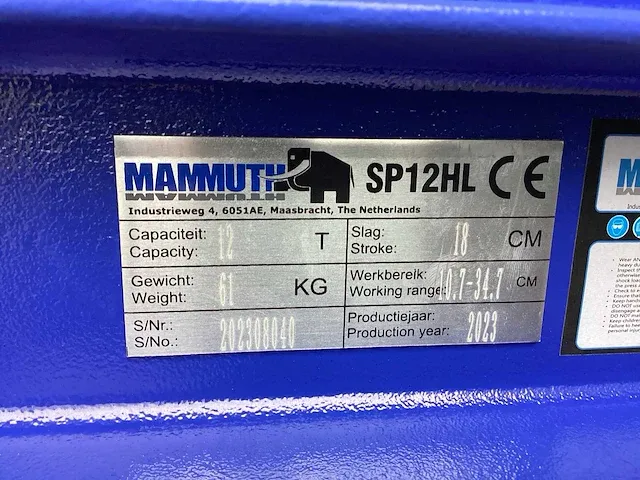 MAMMUTH SP12HL CE
Industrieweg 4, 6051AE, Maasbracht, The Netherlands
Capaciteit:
Capacity: 12 T
Slag:
Stroke: 18 CM
Gewicht:
Weight: 61 KG
Werkbereik:
Working range: 10.7-34.7 CM
S/Nr.:
S/No.: 202308040
Productiejaar:
Production year: 2023